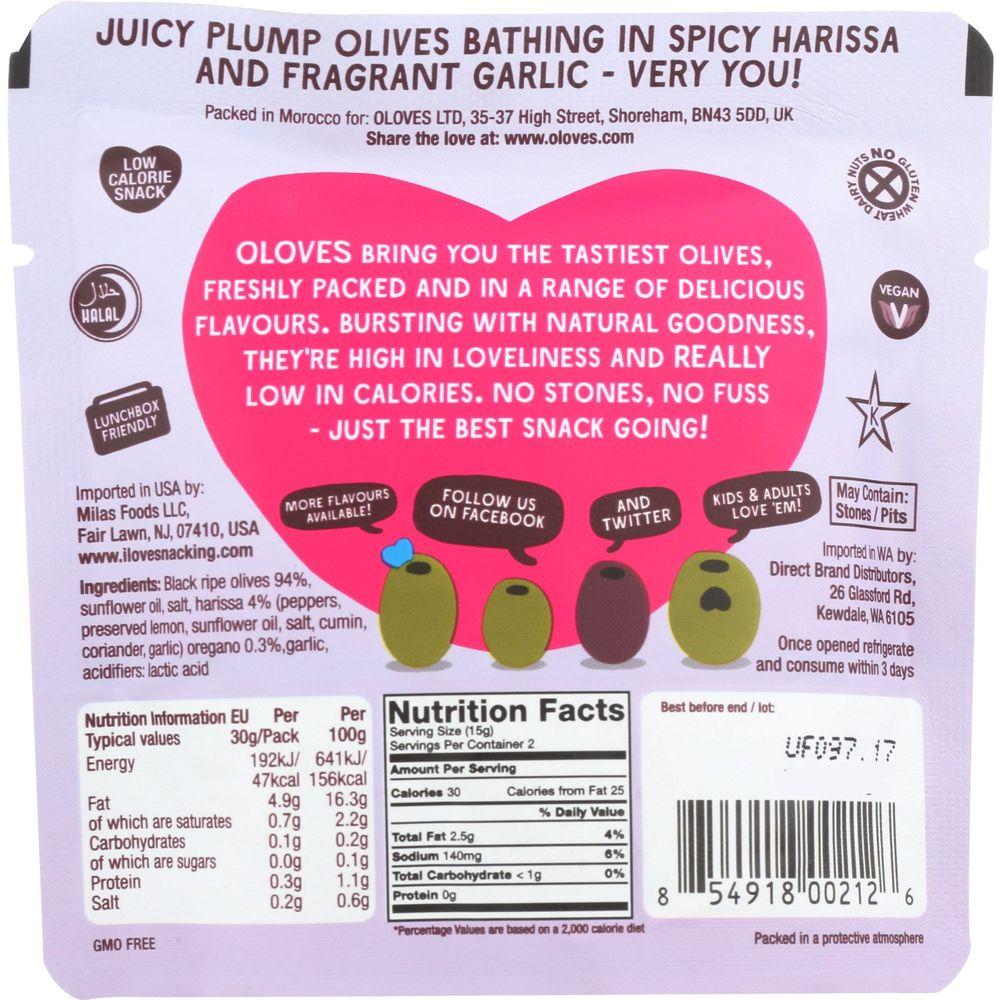 JUICY PLUMP OLIVES BATHING IN SPICY HARISSA
AND FRAGRANT GARLIC - VERY YOU!
Packed in Morocco for: OLOVES LTD, 35-37 High Street, Shoreham, BN43 5DD, UK
Share the love at: www.oloves.com
LOW
CALORIE
SNACK
NO GLUTEN WHEAT DAIRY NUTS
حلال
HALAL
VEGAN
V
LUNCHBOX
FRIENDLY
K
OLOVES BRING YOU THE TASTIEST OLIVES,
FRESHLY PACKED AND IN A RANGE OF DELICIOUS
FLAVOURS. BURSTING WITH NATURAL GOODNESS,
THEY'RE HIGH IN LOVELINESS AND REALLY
LOW IN CALORIES. NO STONES, NO FUSS
- JUST THE BEST SNACK GOING!
MORE FLAVOURS
AVAILABLE!
FOLLOW US
ON FACEBOOK
AND
TWITTER
KIDS & ADULTS
LOVE 'EM!
May Contain:
Stones / Pits
Imported in USA by:
Milas Foods LLC,
Fair Lawn, NJ, 07410, USA
www.ilovesnacking.com
Ingredients: Black ripe olives 94%,
sunflower oil, salt, harissa 4% (peppers,
preserved lemon, sunflower oil, salt, cumin,
coriander, garlic) oregano 0.3%,garlic,
acidifiers: lactic acid
Imported in WA by:
Direct Brand Distributors,
26 Glassford Rd,
Kewdale, WA 6105
Once opened refrigerate
and consume within 3 days
Nutrition Information EU Per Per
Typical values 30g/Pack 100g
Energy 192kJ/ 641kJ/
47kcal 156kcal
Fat 4.9g 16.3g
of which are saturates 0.7g 2.2g
Carbohydrates 0.1g 0.2g
of which are sugars 0.0g 0.1g
Protein 0.3g 1.1g
Salt 0.2g 0.6g
GMO FREE
Nutrition Facts
Serving Size (15g)
Servings Per Container 2
Amount Per Serving
Calories 30 Calories from Fat 25
% Daily Value
Total Fat 2.5g 4%
Sodium 140mg 6%
Total Carbohydrate < 1g 0%
Protein 0g
*Percentage Values are based on a 2,000 calorie diet
Best before end / lot:
UF037.17
8 54918 00212 6
Packed in a protective atmosphere